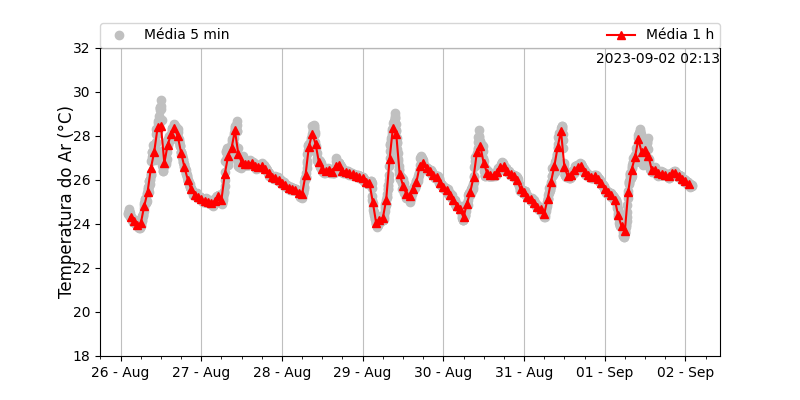 Média 5 min
Média 1 h
2023-09-02 02:13
Temperatura do Ar (°C)
32
30
28
26
24
22
20
18
26 - Aug
27 - Aug
28 - Aug
29 - Aug
30 - Aug
31 - Aug
01 - Sep
02 - Sep